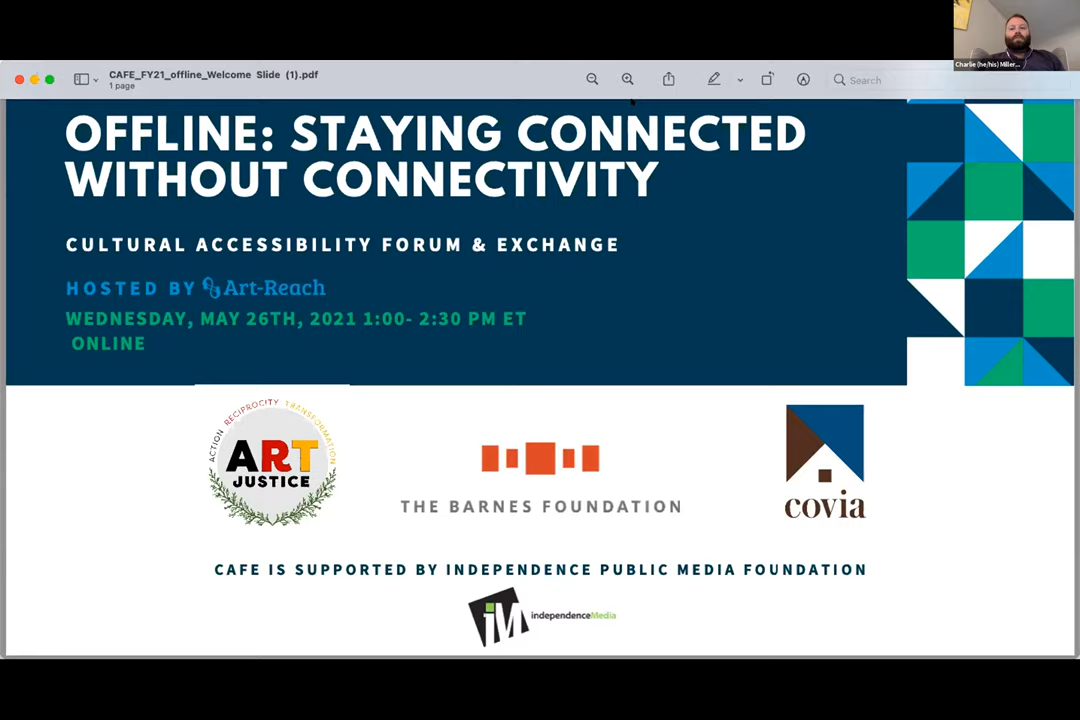 Charlie (he/his) Miller...
CAFE_FY21_offline_Welcome Slide (1).pdf
1 page
Search
OFFLINE: STAYING CONNECTED
WITHOUT CONNECTIVITY
CULTURAL ACCESSIBILITY FORUM & EXCHANGE
HOSTED BY Art-Reach
WEDNESDAY, MAY 26TH, 2021 1:00- 2:30 PM ET
ONLINE
ACTION RECIPROCITY TRANSFORMATION
ART
JUSTICE
THE BARNES FOUNDATION
covia
CAFE IS SUPPORTED BY INDEPENDENCE PUBLIC MEDIA FOUNDATION
iM independenceMedia